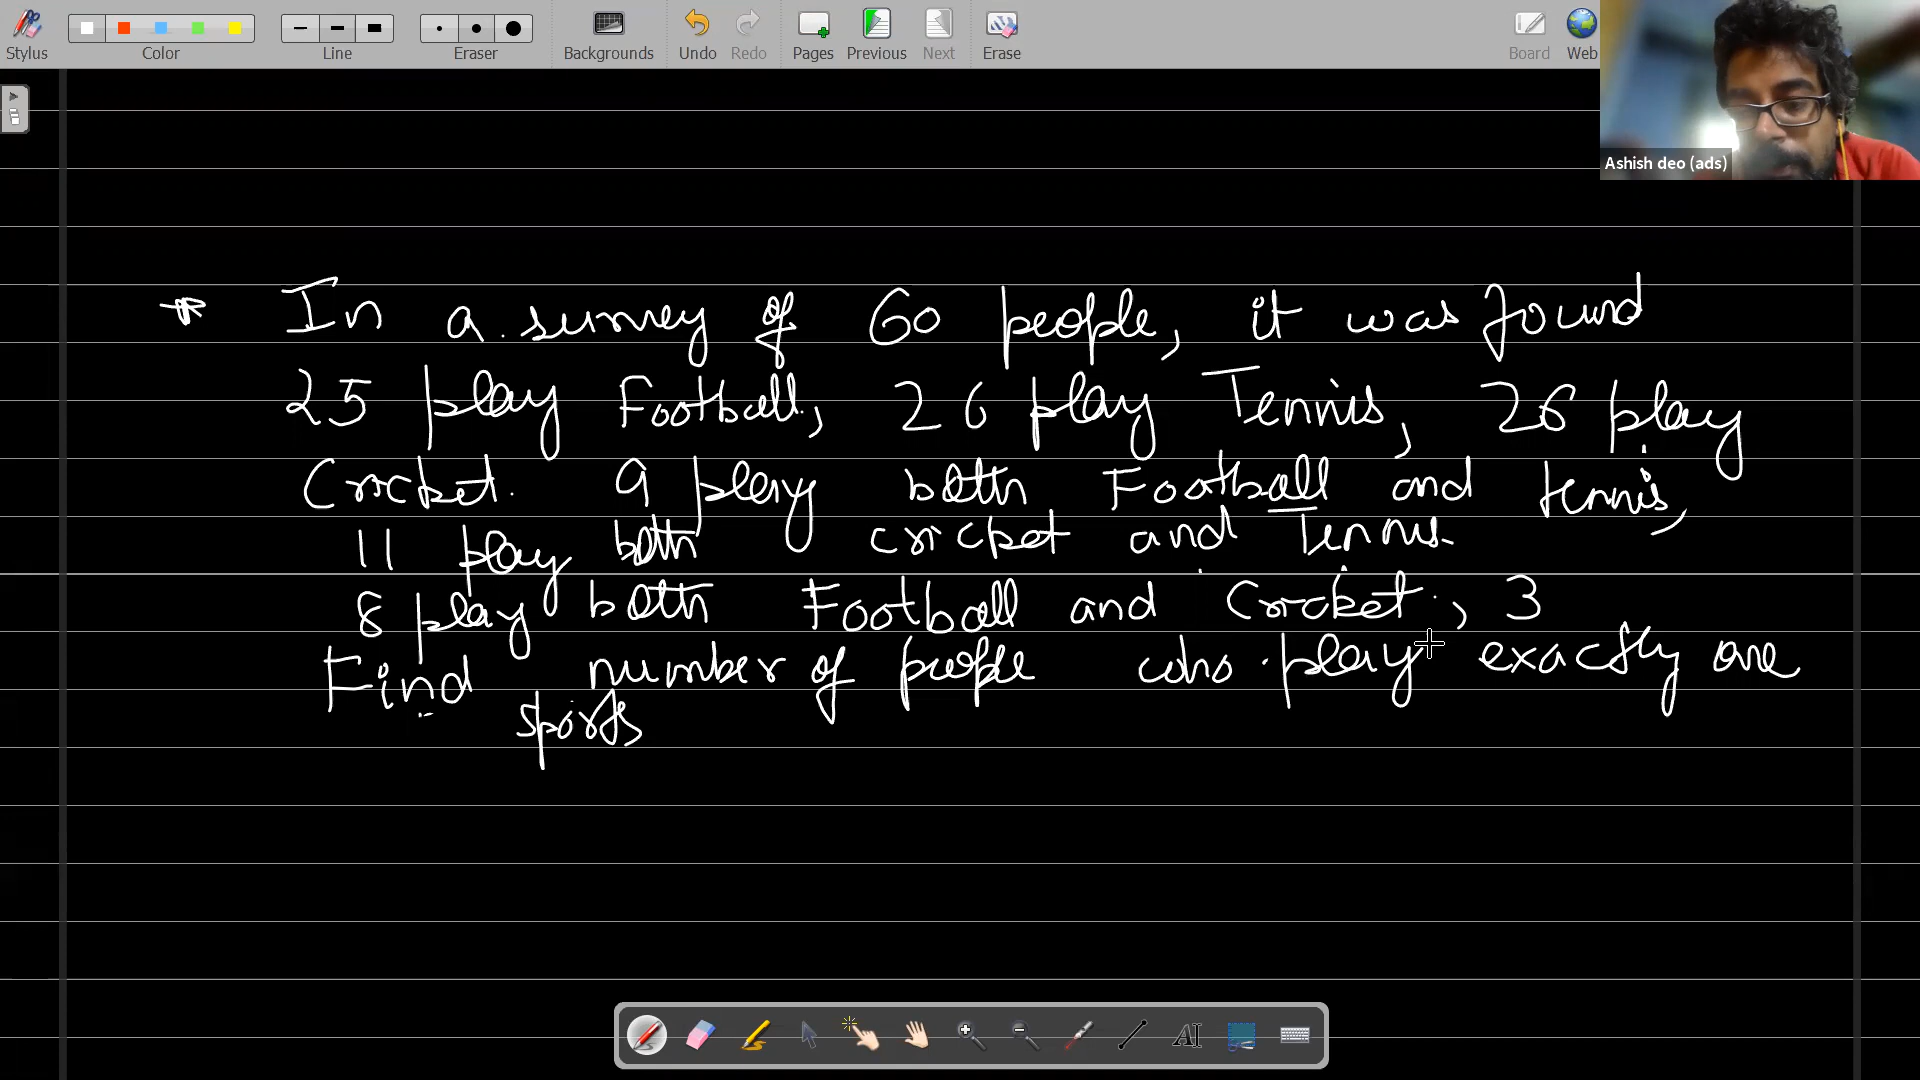 Stylus Color Line Eraser Backgrounds Undo Redo Pages Previous Next Erase Board Web
Ashish deo (ads)
* In a survey of 60 people, it was found
25 play Football, 26 play Tennis, 26 play
Cricket. 9 play both Football and tennis,
11 play both cricket and Tennis.
8 play both Football and Cricket, 3
Find number of people who play exactly one
sports
AI